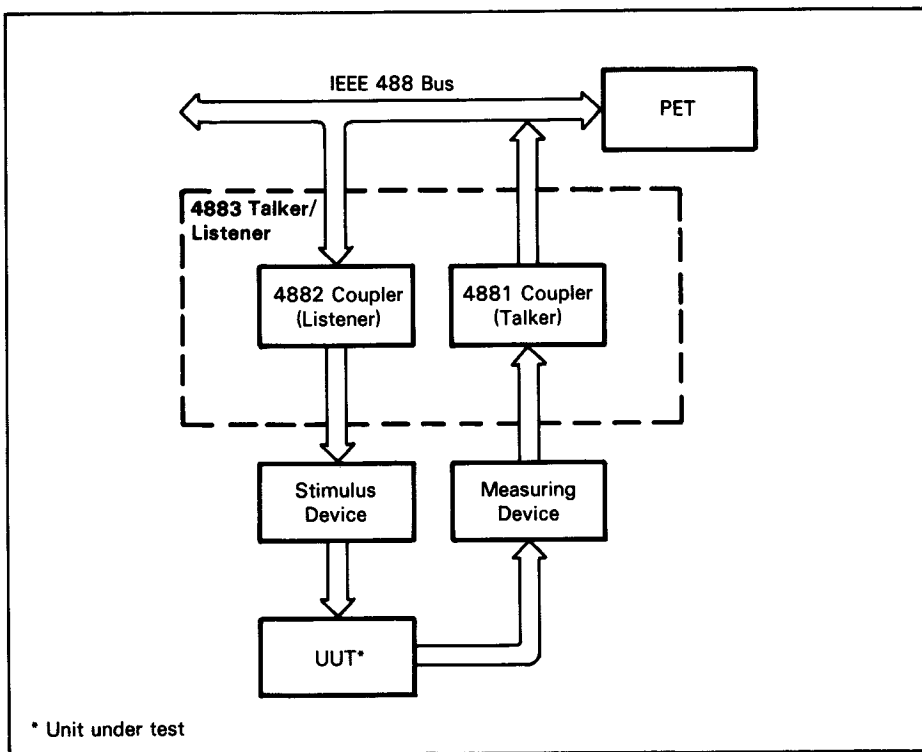 IEEE 488 Bus
PET
4883 Talker/
Listener
4882 Coupler
(Listener)
4881 Coupler
(Talker)
Stimulus
Device
Measuring
Device
UUT*
* Unit under test